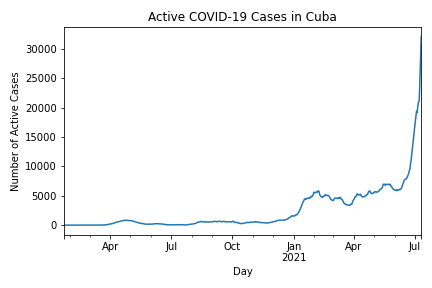 Active COVID-19 Cases in Cuba
Number of Active Cases
30000
25000
20000
15000
10000
5000
0
Apr
Jul
Oct
Jan
2021
Apr
Jul
Day